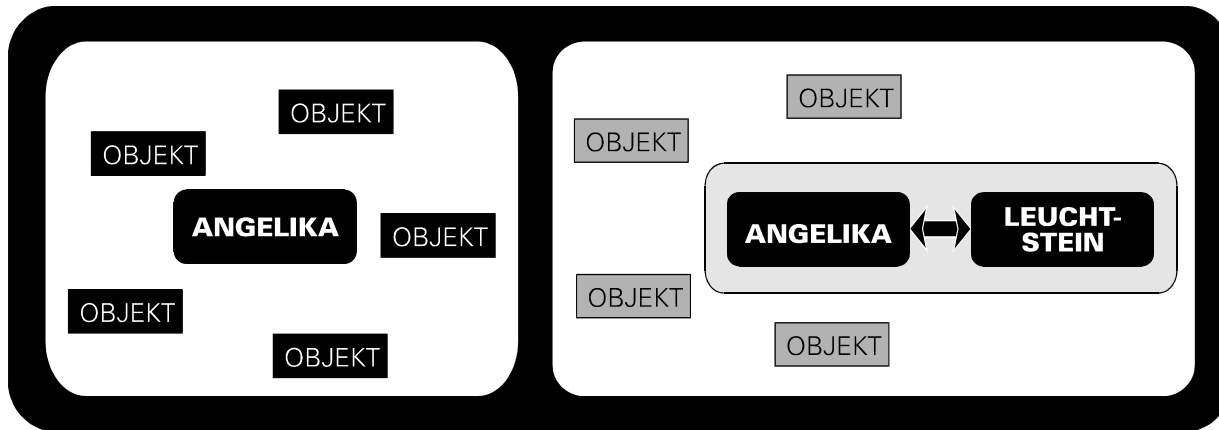 OBJEKT
OBJEKT
ANGELIKA
OBJEKT
OBJEKT
OBJEKT
OBJEKT
OBJEKT
ANGELIKA
LEUCHT-
STEIN
OBJEKT
OBJEKT